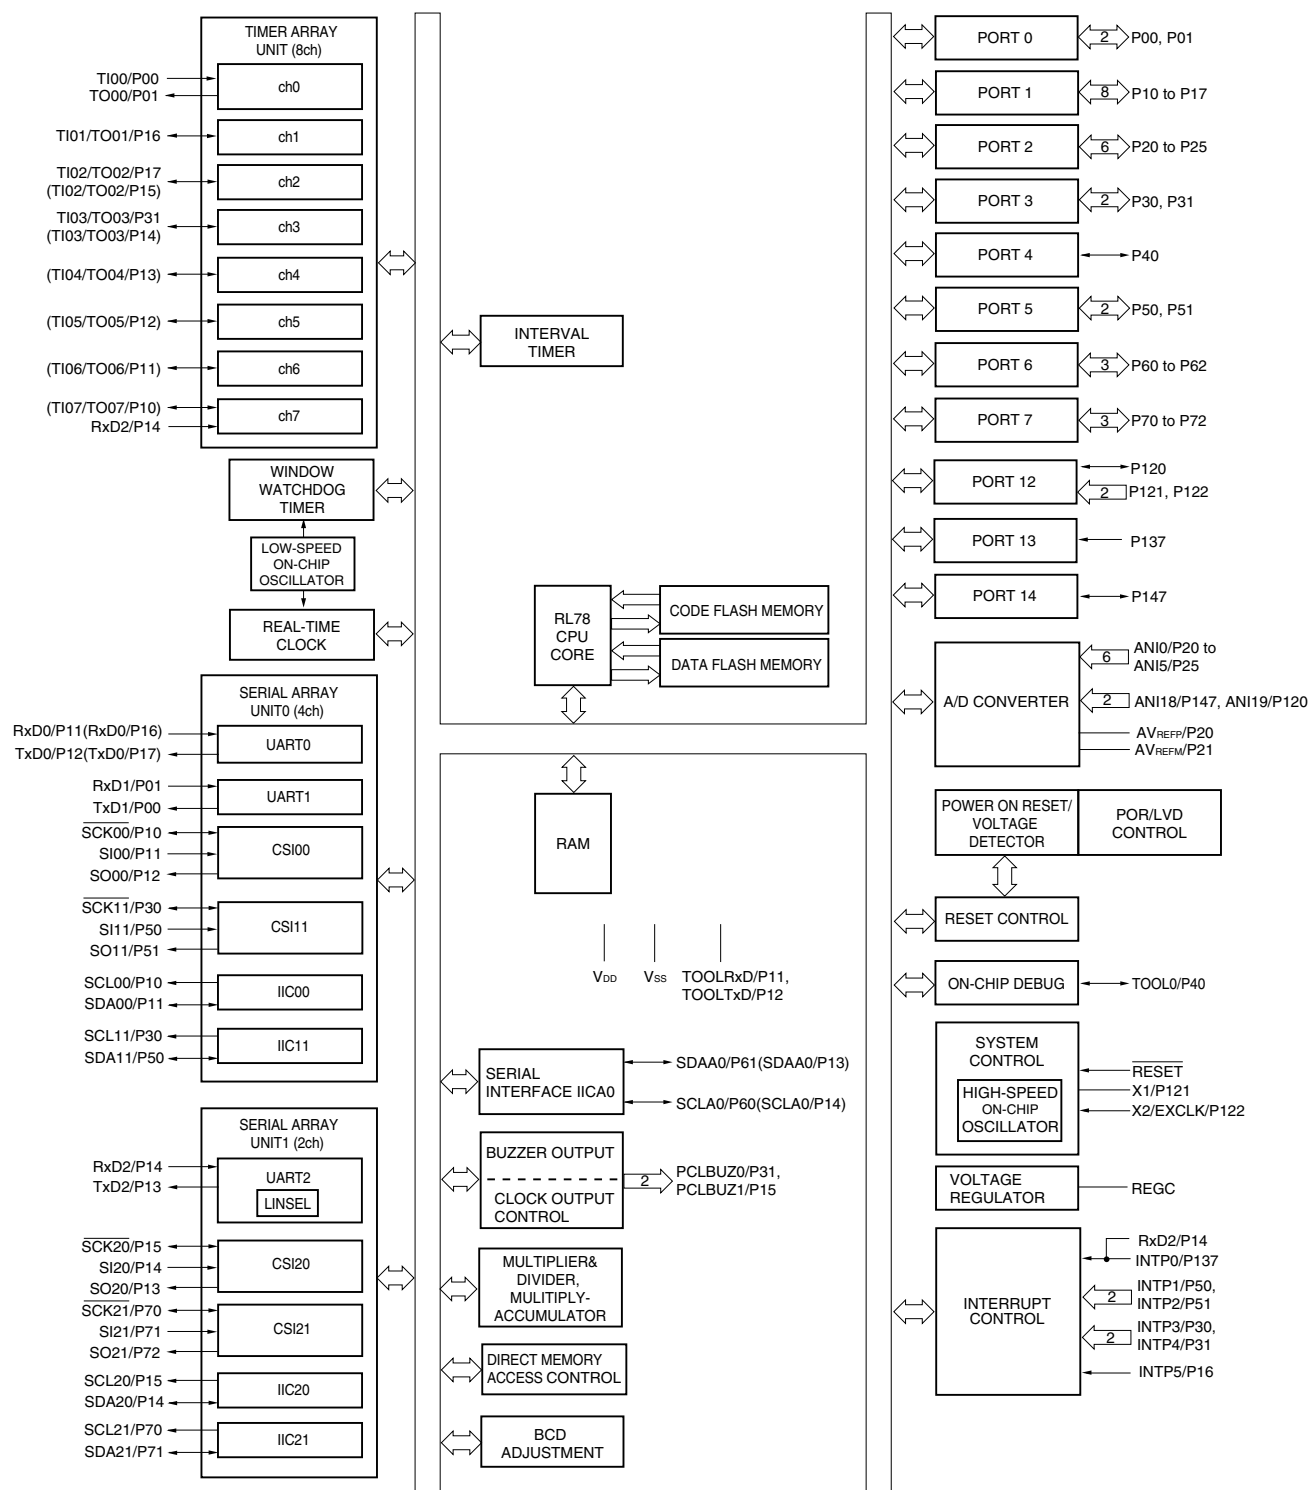 TIMER ARRAY
UNIT (8ch)
TI00/P00
TO00/P01
ch0
TI01/TO01/P16
ch1
TI02/TO02/P17
(TI02/TO02/P15)
ch2
TI03/TO03/P31
(TI03/TO03/P14)
ch3
(TI04/TO04/P13)
ch4
(TI05/TO05/P12)
ch5
(TI06/TO06/P11)
ch6
(TI07/TO07/P10)
RxD2/P14
ch7
WINDOW
WATCHDOG
TIMER
LOW-SPEED
ON-CHIP
OSCILLATOR
REAL-TIME
CLOCK
SERIAL ARRAY
UNIT0 (4ch)
RxD0/P11(RxD0/P16)
TxD0/P12(TxD0/P17)
UART0
RxD1/P01
TxD1/P00
UART1
SCK00/P10
SI00/P11
SO00/P12
CSI00
SCK11/P30
SI11/P50
SO11/P51
CSI11
SCL00/P10
SDA00/P11
IIC00
SCL11/P30
SDA11/P50
IIC11
SERIAL ARRAY
UNIT1 (2ch)
RxD2/P14
TxD2/P13
UART2
LINSEL
SCK20/P15
SI20/P14
SO20/P13
CSI20
SCK21/P70
SI21/P71
SO21/P72
CSI21
SCL20/P15
SDA20/P14
IIC20
SCL21/P70
SDA21/P71
IIC21
INTERVAL
TIMER
RL78
CPU
CORE
CODE FLASH MEMORY
DATA FLASH MEMORY
RAM
VDD
VSS
TOOLRxD/P11,
TOOLTxD/P12
SERIAL
INTERFACE IICA0
SDAA0/P61(SDAA0/P13)
SCLA0/P60(SCLA0/P14)
BUZZER OUTPUT
CLOCK OUTPUT
CONTROL
2
PCLBUZ0/P31,
PCLBUZ1/P15
MULTIPLIER&
DIVIDER,
MULITIPLY-
ACCUMULATOR
DIRECT MEMORY
ACCESS CONTROL
BCD
ADJUSTMENT
PORT 0
2
P00, P01
PORT 1
8
P10 to P17
PORT 2
6
P20 to P25
PORT 3
2
P30, P31
PORT 4
P40
PORT 5
2
P50, P51
PORT 6
3
P60 to P62
PORT 7
3
P70 to P72
PORT 12
P120
2
P121, P122
PORT 13
P137
PORT 14
P147
A/D CONVERTER
6
ANI0/P20 to
ANI5/P25
2
ANI18/P147, ANI19/P120
AVREFP/P20
AVREFM/P21
POWER ON RESET/
VOLTAGE
DETECTOR
POR/LVD
CONTROL
RESET CONTROL
ON-CHIP DEBUG
TOOL0/P40
SYSTEM
CONTROL
HIGH-SPEED
ON-CHIP
OSCILLATOR
RESET
X1/P121
X2/EXCLK/P122
VOLTAGE
REGULATOR
REGC
INTERRUPT
CONTROL
RxD2/P14
INTP0/P137
2
INTP1/P50,
INTP2/P51
2
INTP3/P30,
INTP4/P31
INTP5/P16